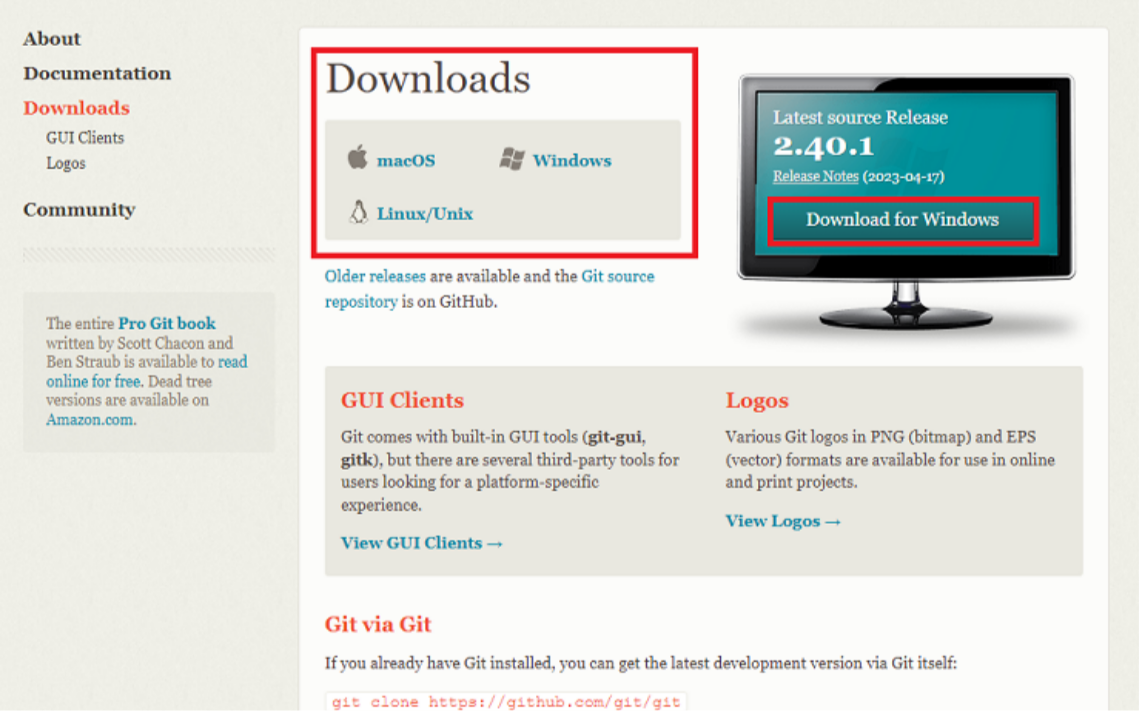 About
Documentation
Downloads
GUI Clients
Logos
Community
The entire Pro Git book
written by Scott Chacon and
Ben Straub is available to read
online for free. Dead tree
versions are available on
Amazon.com.
Downloads
macOS
Windows
Linux/Unix
Older releases are available and the Git source
repository is on GitHub.
Latest source Release
2.40.1
Release Notes (2023-04-17)
Download for Windows
GUI Clients
Git comes with built-in GUI tools (git-gui,
gitk), but there are several third-party tools for
users looking for a platform-specific
experience.
View GUI Clients →
Logos
Various Git logos in PNG (bitmap) and EPS
(vector) formats are available for use in online
and print projects.
View Logos →
Git via Git
If you already have Git installed, you can get the latest development version via Git itself:
git clone https://github.com/git/git